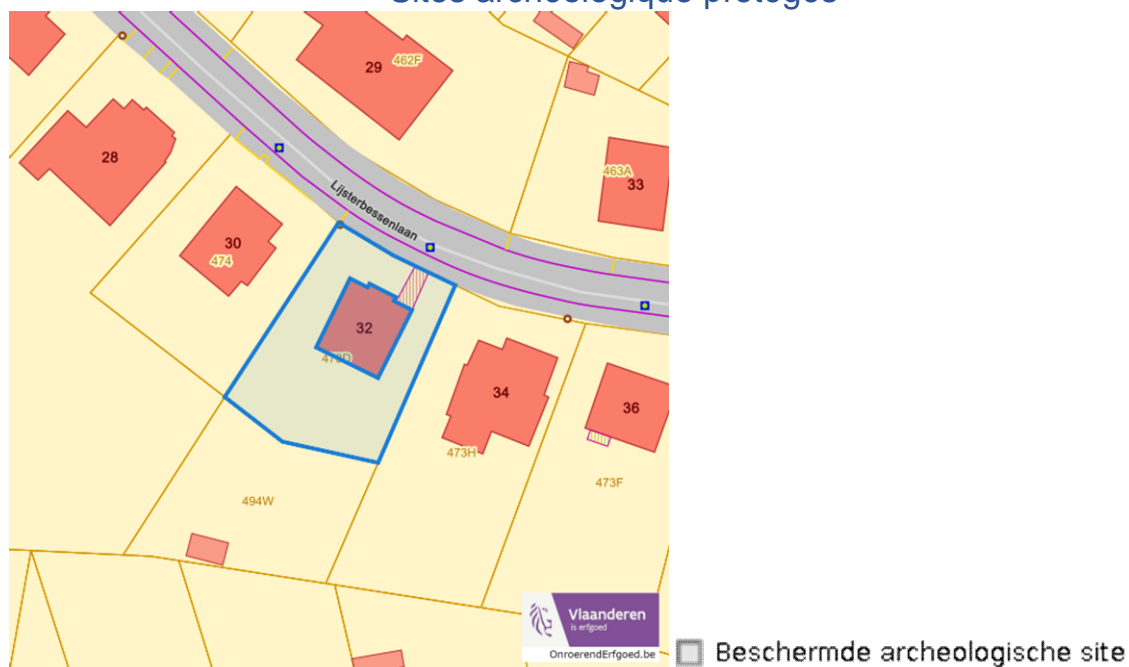 Sites archéologique protégés
29
462F
28
463A
33
Lijsterbessenlaan
30
474
32
473D
34
36
473H
473F
494W
Vlaanderen
is erfgoed
OnroerendErfgoed.be
Beschermde archeologische site